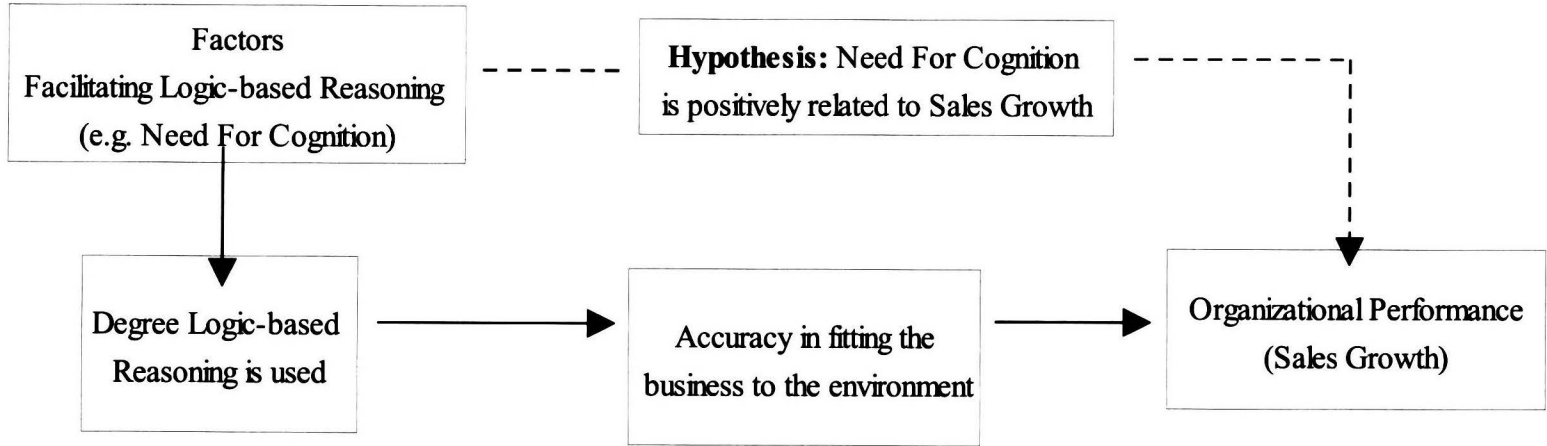 Factors
Facilitating Logic-based Reasoning
(e.g. Need For Cognition)
Hypothesis: Need For Cognition
is positively related to Sales Growth
Degree Logic-based
Reasoning is used
Accuracy in fitting the
business to the environment
Organizational Performance
(Sales Growth)